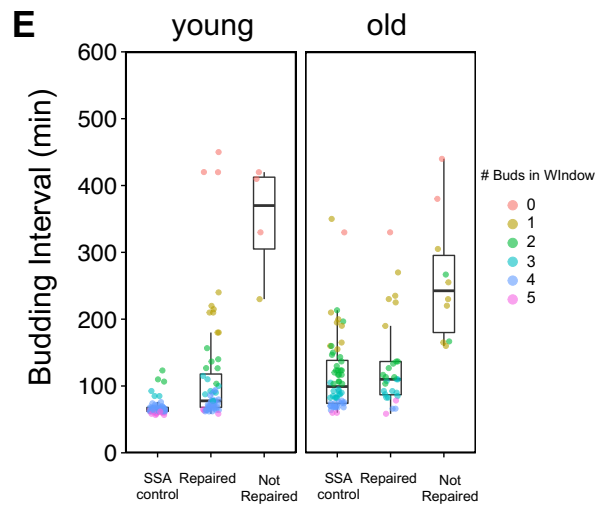 E
young old
Budding Interval (min)
600
500
400
300
200
100
0
# Buds in WIndow
0
1
2
3
4
5
SSA control
Repaired
Not Repaired
SSA control
Repaired
Not Repaired